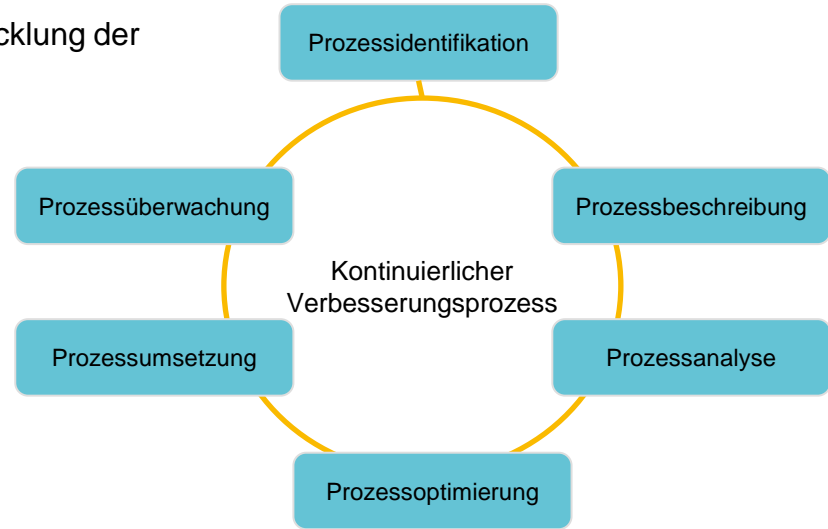 cklung der
Prozessidentifikation
Prozessüberwachung
Prozessbeschreibung
Kontinuierlicher
Verbesserungsprozess
Prozessumsetzung
Prozessanalyse
Prozessoptimierung